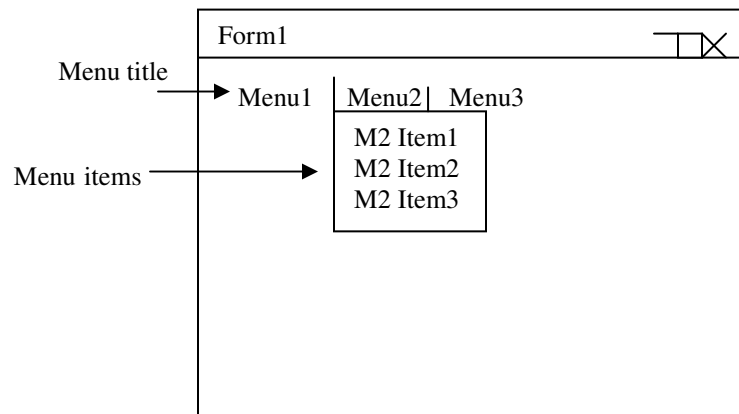 Form1
Menu title
Menu1 Menu2 Menu3
M2 Item1
Menu items
M2 Item2
M2 Item3